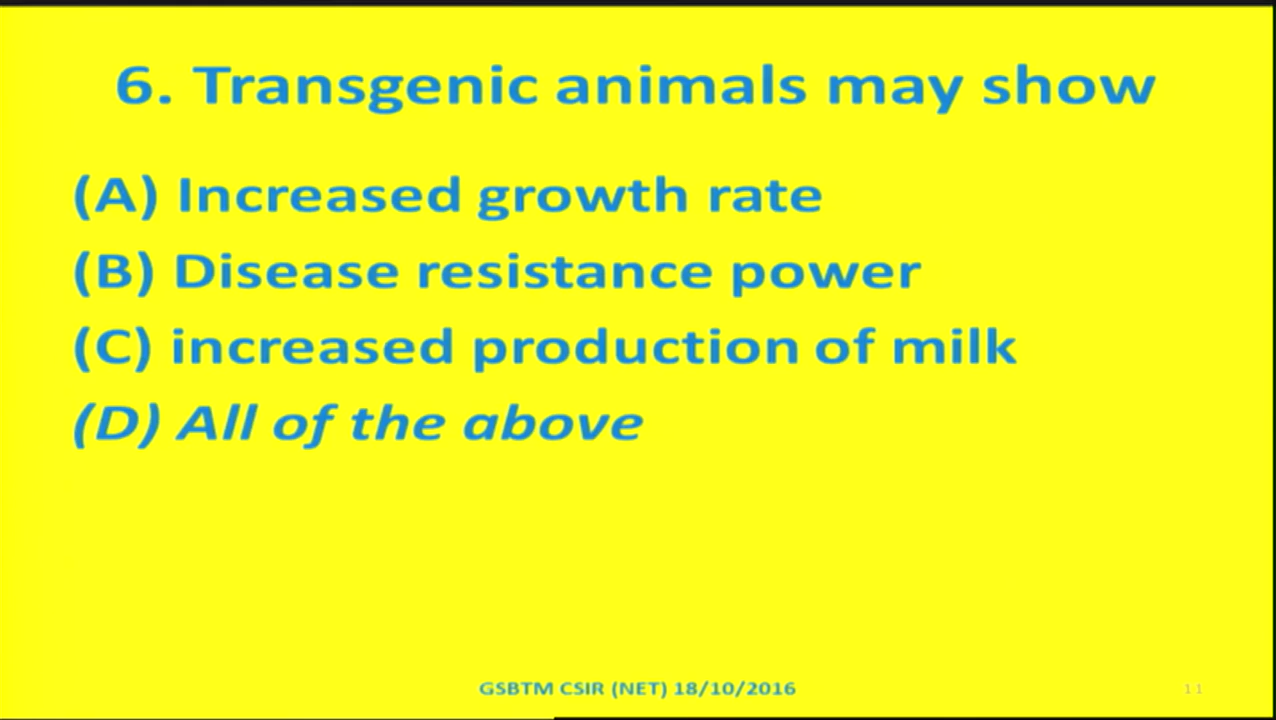 6. Transgenic animals may show
(A) Increased growth rate
(B) Disease resistance power
(C) increased production of milk
(D) All of the above
GSBTM CSIR (NET) 18/10/2016
11